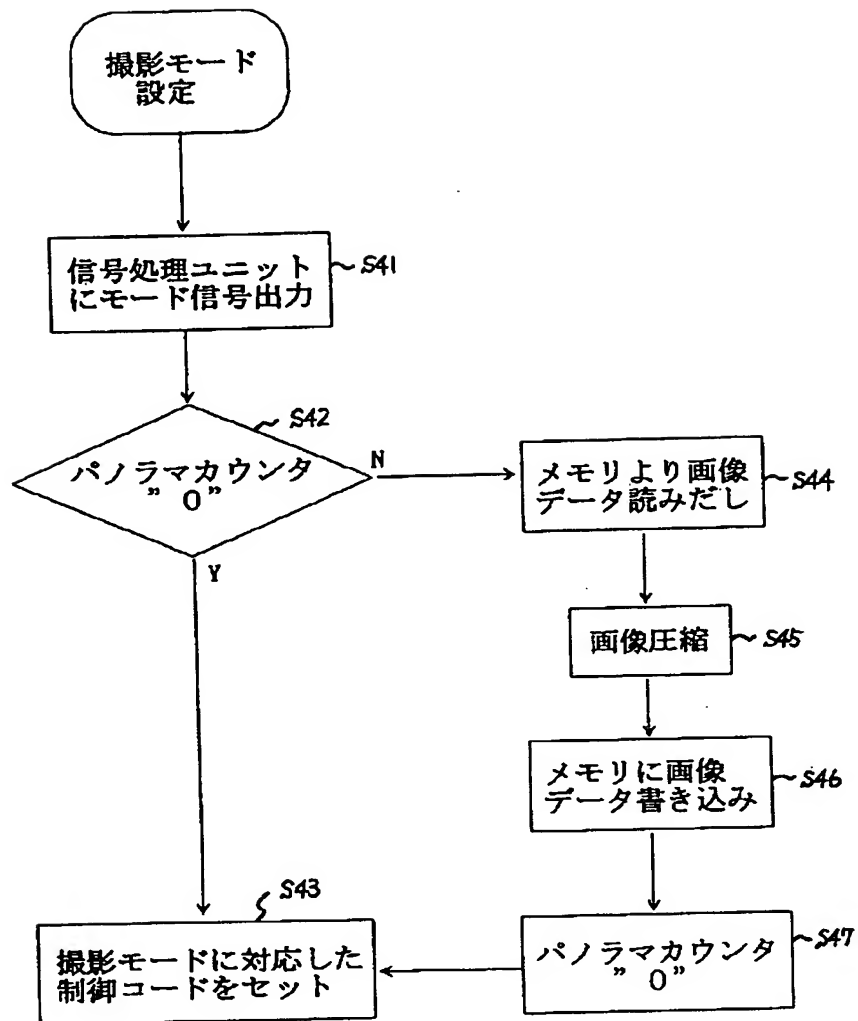 撮影モード
設定
信号処理ユニット
にモード信号出力
S41
S42
パノラマカウンタ
”0”
N
Y
メモリより画像
データ読みだし
S44
画像圧縮
S45
メモリに画像
データ書き込み
S46
S43
撮影モードに対応した
制御コードをセット
パノラマカウンタ
”0”
S47